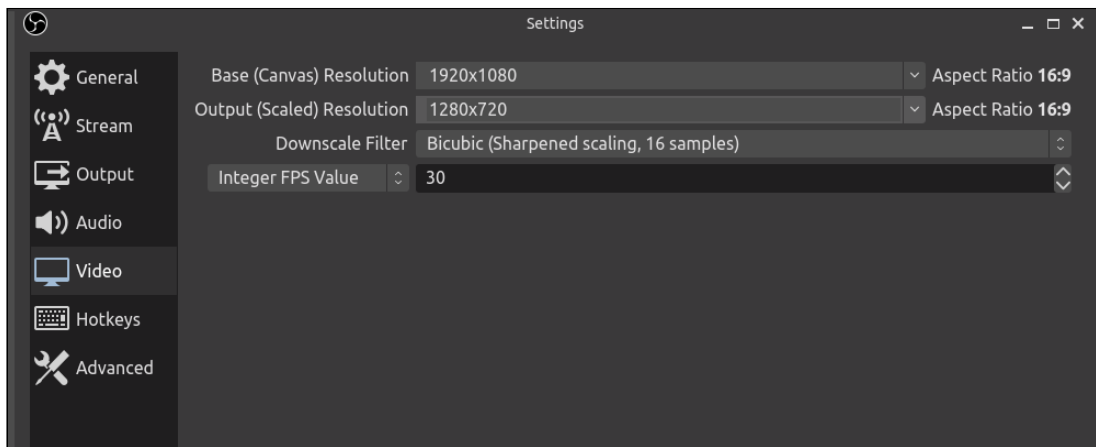 Settings
General
Stream
Output
Audio
Video
Hotkeys
Advanced
Base (Canvas) Resolution 1920x1080 Aspect Ratio 16:9
Output (Scaled) Resolution 1280x720 Aspect Ratio 16:9
Downscale Filter Bicubic (Sharpened scaling, 16 samples)
Integer FPS Value 30